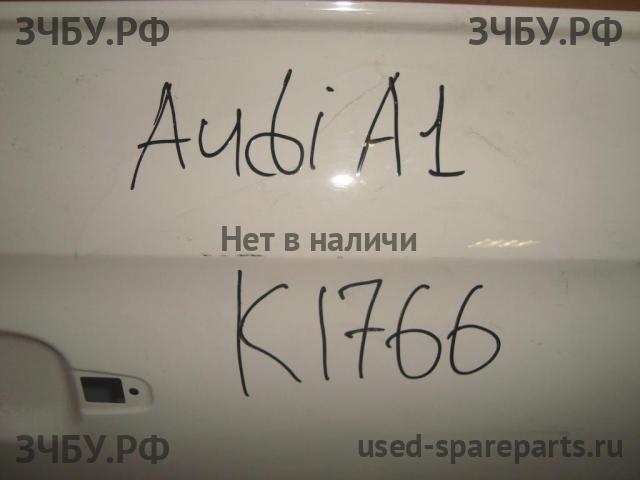 ЗЧБУ.РФ ЗЧБУ.РФ
Audi A1
Нет в наличи
K1766
ЗЧБУ.РФ used-spareparts.ru